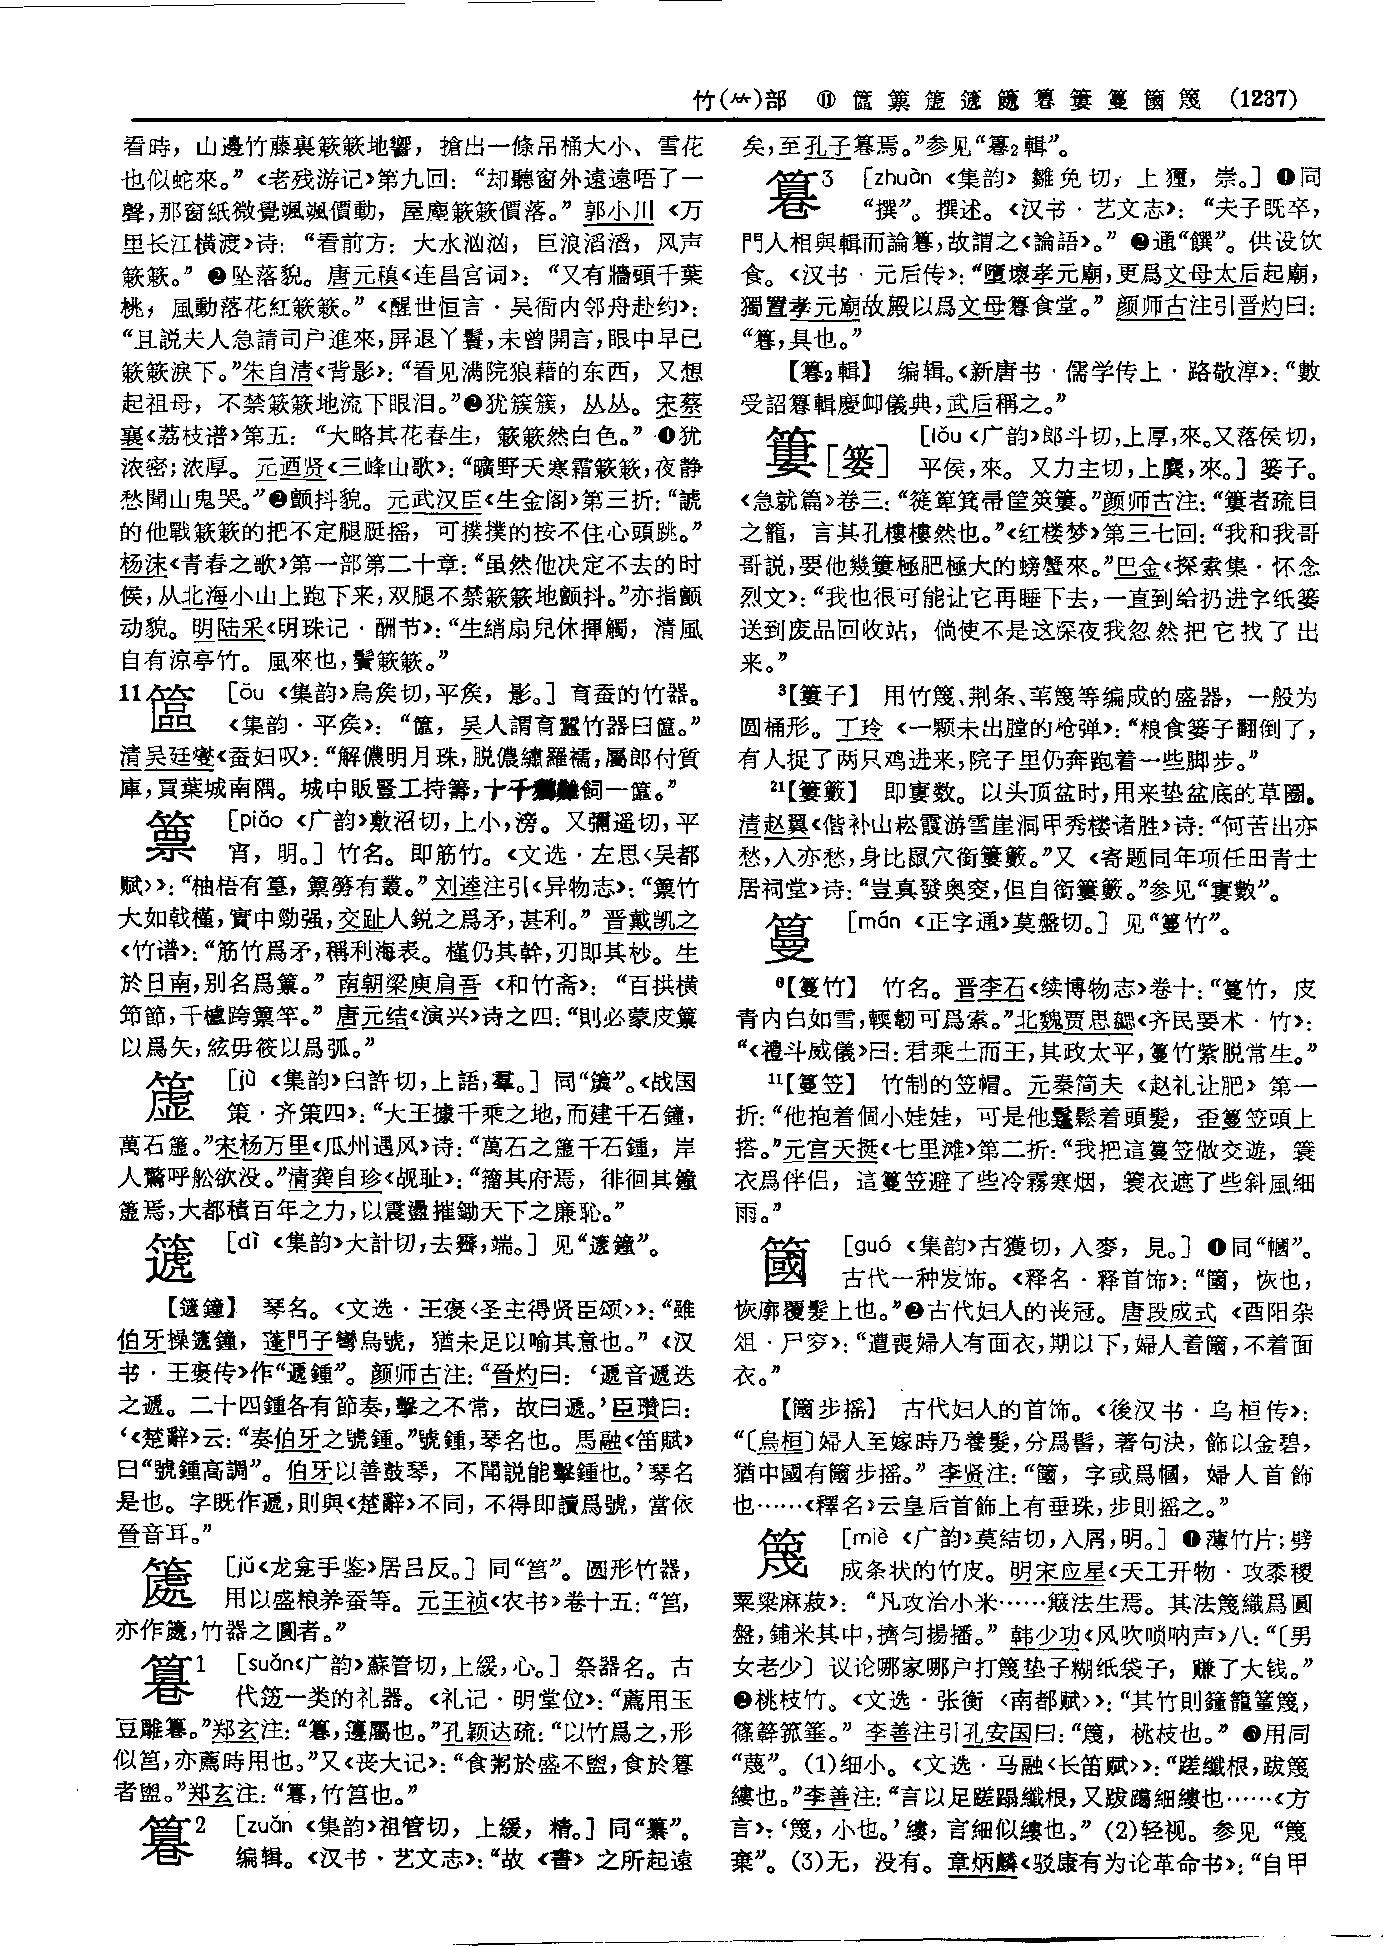 竹(⺮)部 ⑪ 䉱篻簴籧䉛篹簍𥲑簂篾 (1237)
看時，山邊竹藤裏簌簌地響，搶出一條吊桶大小、雪花
也似蛇來。”《老残游记》第九回：“却聽窗外遠遠唔了一
聲，那窗紙微覺颯颯價動，屋塵簌簌價落。”郭小川《万
里长江横渡》诗：“看前方：大水汹汹，巨浪滔滔，风声
簌簌。”❷坠落貌。唐元稹《连昌宫词》：“又有牆頭千葉
桃，風動落花紅簌簌。”《醒世恒言·吴衙内邻舟赴约》：
“且説夫人急請司户進來，屏退丫鬟，未曾開言，眼中早已
簌簌淚下。”朱自清《背影》：“看见满院狼藉的东西，又想
起祖母，不禁簌簌地流下眼泪。”❸犹簇簇，丛丛。宋蔡
襄《荔枝谱》第五：“大略其花春生，簌簌然白色。”❹犹
浓密；浓厚。元迺贤《三峰山歌》：“曠野天寒霜簌簌，夜静
愁聞山鬼哭。”❺颤抖貌。元武汉臣《生金阁》第三折：“諕
的他戰簌簌的把不定腿脡摇，可樸樸的按不住心頭跳。”
杨沫《青春之歌》第一部第二十章：“虽然他决定不去的时
候，从北海小山上跑下来，双腿不禁簌簌地颤抖。”亦指颤
动貌。明陆采《明珠记·酬节》：“生綃扇兒休揮觸，清風
自有涼亭竹。風來也，鬢簌簌。”
11䉱 [ōu《集韵》烏侯切，平侯，影。]育蚕的竹器。
《集韵·平侯》：“䉱，吴人謂育蠶竹器曰䉱。”
清吴廷燮《蚕妇叹》：“解儂明月珠，脱儂繡羅襦，屬郎付質
庫，買葉城南隅。城中販豎工持籌，十千纔飼一䉱。”
篻 [piǎo《广韵》敷沼切，上小，滂。又彌遥切，平
宵，明。]竹名。即筋竹。《文选·左思〈吴都
赋〉》：“柚梧有篁，篻簩有叢。”刘逵注引《异物志》：“篻竹
大如戟槿，實中勁强，交趾人鋭之爲矛，甚利。”晋戴凯之
《竹谱》：“筋竹爲矛，稱利海表。槿仍其幹，刃即其杪。生
於日南，别名爲篻。”南朝梁庾肩吾《和竹斋》：“百拱横
筠節，千櫨跨篻竿。”唐元结《演兴》诗之四：“則必蒙皮篻
以爲矢，絃毋筱以爲弧。”
簴 [jù《集韵》臼許切，上語，羣。]同“簴”。《战国
策·齐策四》：“大王據千乘之地，而建千石鐘，
萬石簴。”宋杨万里《瓜州遇风》诗：“萬石之簴千石鍾，岸
人驚呼舩欲没。”清龚自珍《觇耻》：“籀其府焉，徘徊其鐘
簴焉，大都積百年之力，以震盪摧鋤天下之廉恥。”
[dì《集韵》大計切，去霽，端。]见“鐘”。
【鐘】琴名。《文选·王褒〈圣主得贤臣颂〉》：“雖
伯牙操鐘，蓬門子彎烏號，猶未足以喻其意也。”《汉
书·王褒传》作“遞鍾”。颜师古注：“晉灼曰：‘遞音遞迭
之遞。二十四鍾各有節奏，擊之不常，故曰遞。’臣瓚曰：
‘《楚辭》云：“奏伯牙之號鍾。”號鍾，琴名也。馬融《笛賦》
曰“號鍾高調”。伯牙以善鼓琴，不聞説能擊鍾也。’琴名
是也。字既作遞，則與《楚辭》不同，不得即讀爲號，當依
晉音耳。”
[jǔ《龙龛手鉴》居吕反。]同“筥”。圆形竹器，
用以盛粮养蚕等。元王祯《农书》卷十五：“筥，
亦作，竹器之圓者。”
篹1 [suǎn《广韵》蘇管切，上緩，心。]祭器名。古
代笾一类的礼器。《礼记·明堂位》：“薦用玉
豆雕篹。”郑玄注：“篹，籩屬也。”孔颖达疏：“以竹爲之，形
似筥，亦薦時用也。”又《丧大记》：“食粥於盛不盥，食於篹
者盥。”郑玄注：“篹，竹筥也。”
篹2 [zuǎn《集韵》祖管切，上緩，精。]同“纂”。
编辑。《汉书·艺文志》：“故《書》之所起遠
矣，至孔子篹焉。”参见“篹2輯”。
篹3 [zhuàn《集韵》雛免切，上獮，崇。]❶同
“撰”。撰述。《汉书·艺文志》：“夫子既卒，
門人相與輯而論篹，故謂之《論語》。”❷通“饌”。供设饮
食。《汉书·元后传》：“墮壞孝元廟，更爲文母太后起廟，
獨置孝元廟故殿以爲文母篹食堂。”颜师古注引晋灼曰：
“篹，具也。”
【篹2輯】编辑。《新唐书·儒学传上·路敬淳》：“數
受詔篹輯慶卹儀典，武后稱之。”
簍[篓] [lǒu《广韵》郎斗切，上厚，來。又落侯切，
平侯，來。又力主切，上麌，來。]篓子。
《急就篇》卷三：“篵箄箕帚筐篋簍。”颜师古注：“簍者疏目
之籠，言其孔樓樓然也。”《红楼梦》第三七回：“我和我哥
哥説，要他幾簍極肥極大的螃蟹來。”巴金《探索集·怀念
烈文》：“我也很可能让它再睡下去，一直到给扔进字纸篓
送到废品回收站，倘使不是这深夜我忽然把它找了出
来。”
3【簍子】用竹篾、荆条、苇篾等编成的盛器，一般为
圆桶形。丁玲《一颗未出膛的枪弹》：“粮食篓子翻倒了，
有人捉了两只鸡进来，院子里仍奔跑着一些脚步。”
21【簍籔】即寠数。以头顶盆时，用来垫盆底的草圈。
清赵翼《偕补山崧霞游雪崖洞甲秀楼诸胜》诗：“何苦出亦
愁，入亦愁，身比鼠穴銜簍籔。”又《寄题同年项任田青士
居祠堂》诗：“豈真發奥窔，但自銜簍籔。”参见“寠數”。
𥲑 [mán《正字通》莫盤切。]见“𥲑竹”。
6【𥲑竹】竹名。晋李石《续博物志》卷十：“𥲑竹，皮
青内白如雪，輭韌可爲索。”北魏贾思勰《齐民要术·竹》：
“《禮斗威儀》曰：君乘土而王，其政太平，𥲑竹紫脱常生。”
11【𥲑笠】竹制的笠帽。元秦简夫《赵礼让肥》第一
折：“他抱着個小娃娃，可是他鬔鬆着頭髮，歪𥲑笠頭上
搭。”元宫天挺《七里滩》第二折：“我把這𥲑笠做交遊，簑
衣爲伴侣，這𥲑笠避了些冷霧寒烟，簑衣遮了些斜風細
雨。”
簂 [guó《集韵》古獲切，入麥，見。]❶同“幗”。
古代一种发饰。《释名·释首饰》：“簂，恢也，
恢廓覆髮上也。”❷古代妇人的丧冠。唐段成式《酉阳杂
俎·尸穸》：“遭喪婦人有面衣，期以下，婦人着簂，不着面
衣。”
【簂步摇】古代妇人的首饰。《後汉书·乌桓传》：
“〔烏桓〕婦人至嫁時乃養髮，分爲髻，著句決，飾以金碧，
猶中國有簂步摇。”李贤注：“簂，字或爲幗，婦人首飾
也……《釋名》云皇后首飾上有垂珠，步則摇之。”
篾 [miè《广韵》莫結切，入屑，明。]❶薄竹片；劈
成条状的竹皮。明宋应星《天工开物·攻黍稷
粟粱麻菽》：“凡攻治小米……簸法生焉。其法篾織爲圓
盤，鋪米其中，擠匀揚播。”韩少功《风吹唢呐声》八：“〔男
女老少〕议论哪家哪户打篾垫子糊纸袋子，赚了大钱。”
❷桃枝竹。《文选·张衡〈南都赋〉》：“其竹則籦籠䈽篾，
篠簳箛箠。”李善注引孔安国曰：“篾，桃枝也。”❸用同
“蔑”。(1)细小。《文选·马融〈长笛赋〉》：“蹉纖根，跋篾
縷也。”李善注：“言以足蹉蹋纖根，又跋躐細縷也……《方
言》：‘篾，小也。’縷，言細似縷也。”(2)轻视。参见“篾
棄”。(3)无，没有。章炳麟《驳康有为论革命书》：“自甲